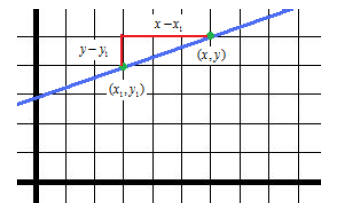 x − x₁
y − y₁
(x, y)
(x₁, y₁)